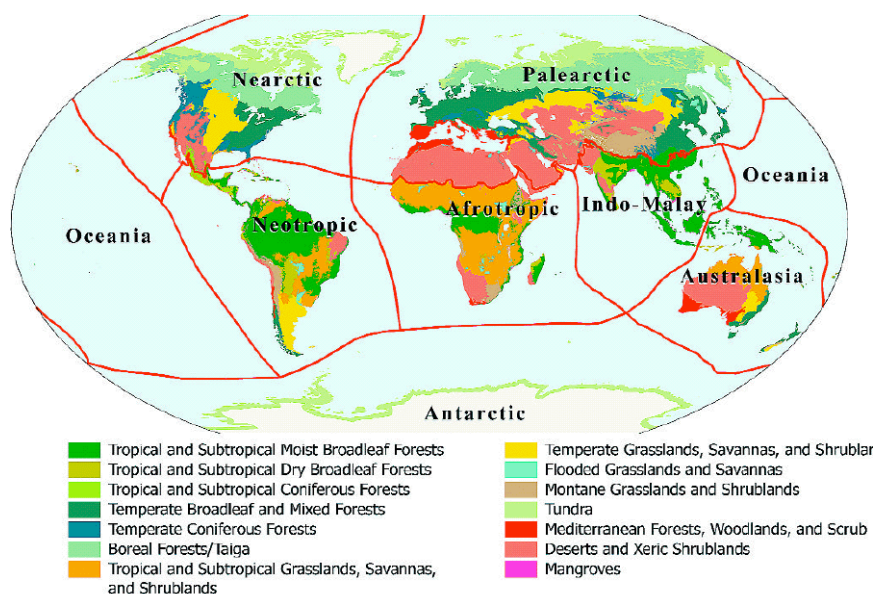 Nearctic
Palearctic
Oceania
Neotropic
Afrotropic
Indo-Malay
Oceania
Australasia
Antarctic
Tropical and Subtropical Moist Broadleaf Forests
Tropical and Subtropical Dry Broadleaf Forests
Tropical and Subtropical Coniferous Forests
Temperate Broadleaf and Mixed Forests
Temperate Coniferous Forests
Boreal Forests/Taiga
Tropical and Subtropical Grasslands, Savannas,
and Shrublands
Temperate Grasslands, Savannas, and Shrublar
Flooded Grasslands and Savannas
Montane Grasslands and Shrublands
Tundra
Mediterranean Forests, Woodlands, and Scrub
Deserts and Xeric Shrublands
Mangroves